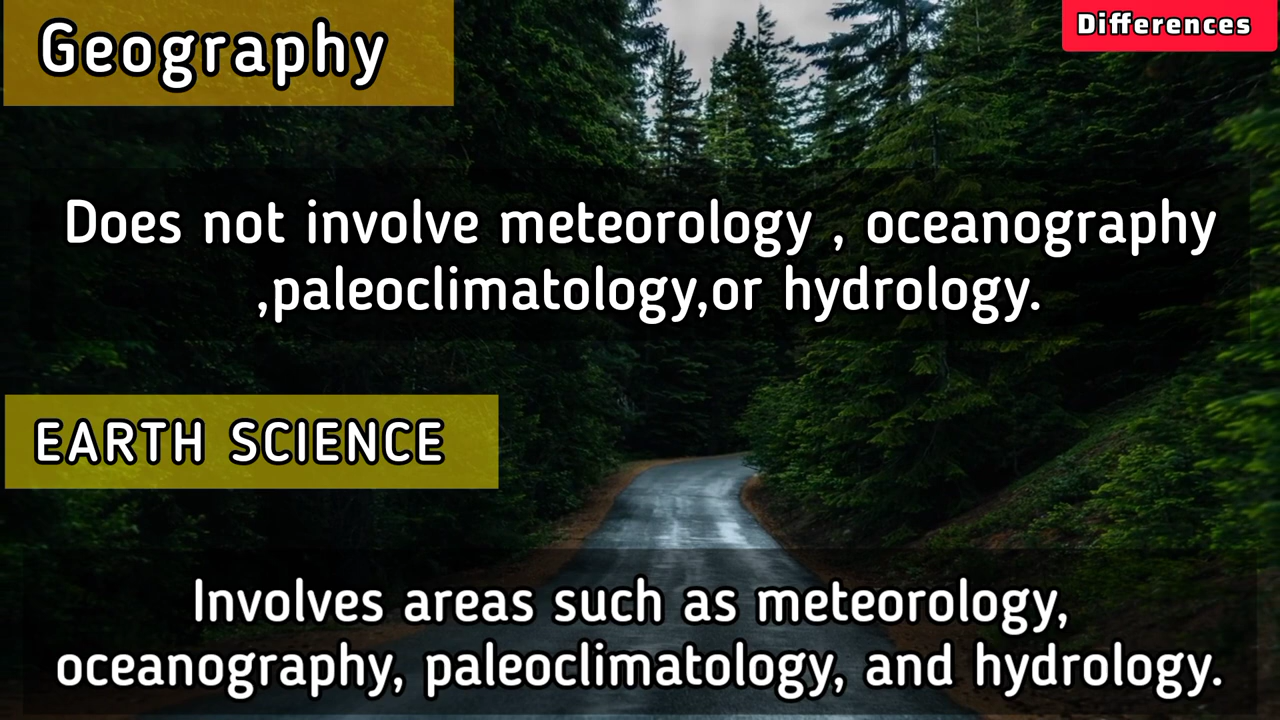 Geography
Differences
Does not involve meteorology , oceanography
,paleoclimatology,or hydrology.
EARTH SCIENCE
Involves areas such as meteorology,
oceanography, paleoclimatology, and hydrology.